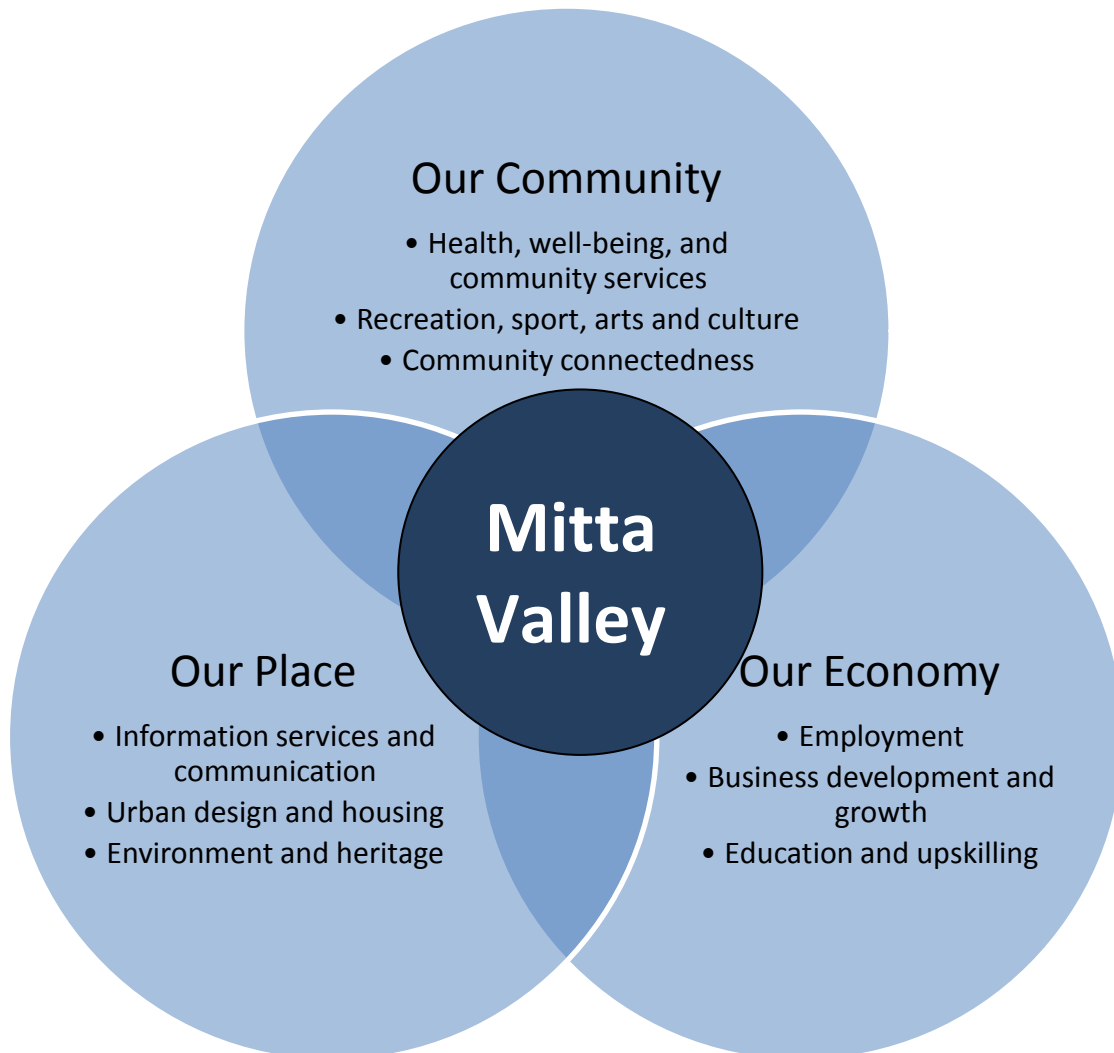 Our Community
• Health, well-being, and
community services
• Recreation, sport, arts and culture
• Community connectedness
Mitta
Valley
Our Place
• Information services and
communication
• Urban design and housing
• Environment and heritage
Our Economy
• Employment
• Business development and
growth
• Education and upskilling